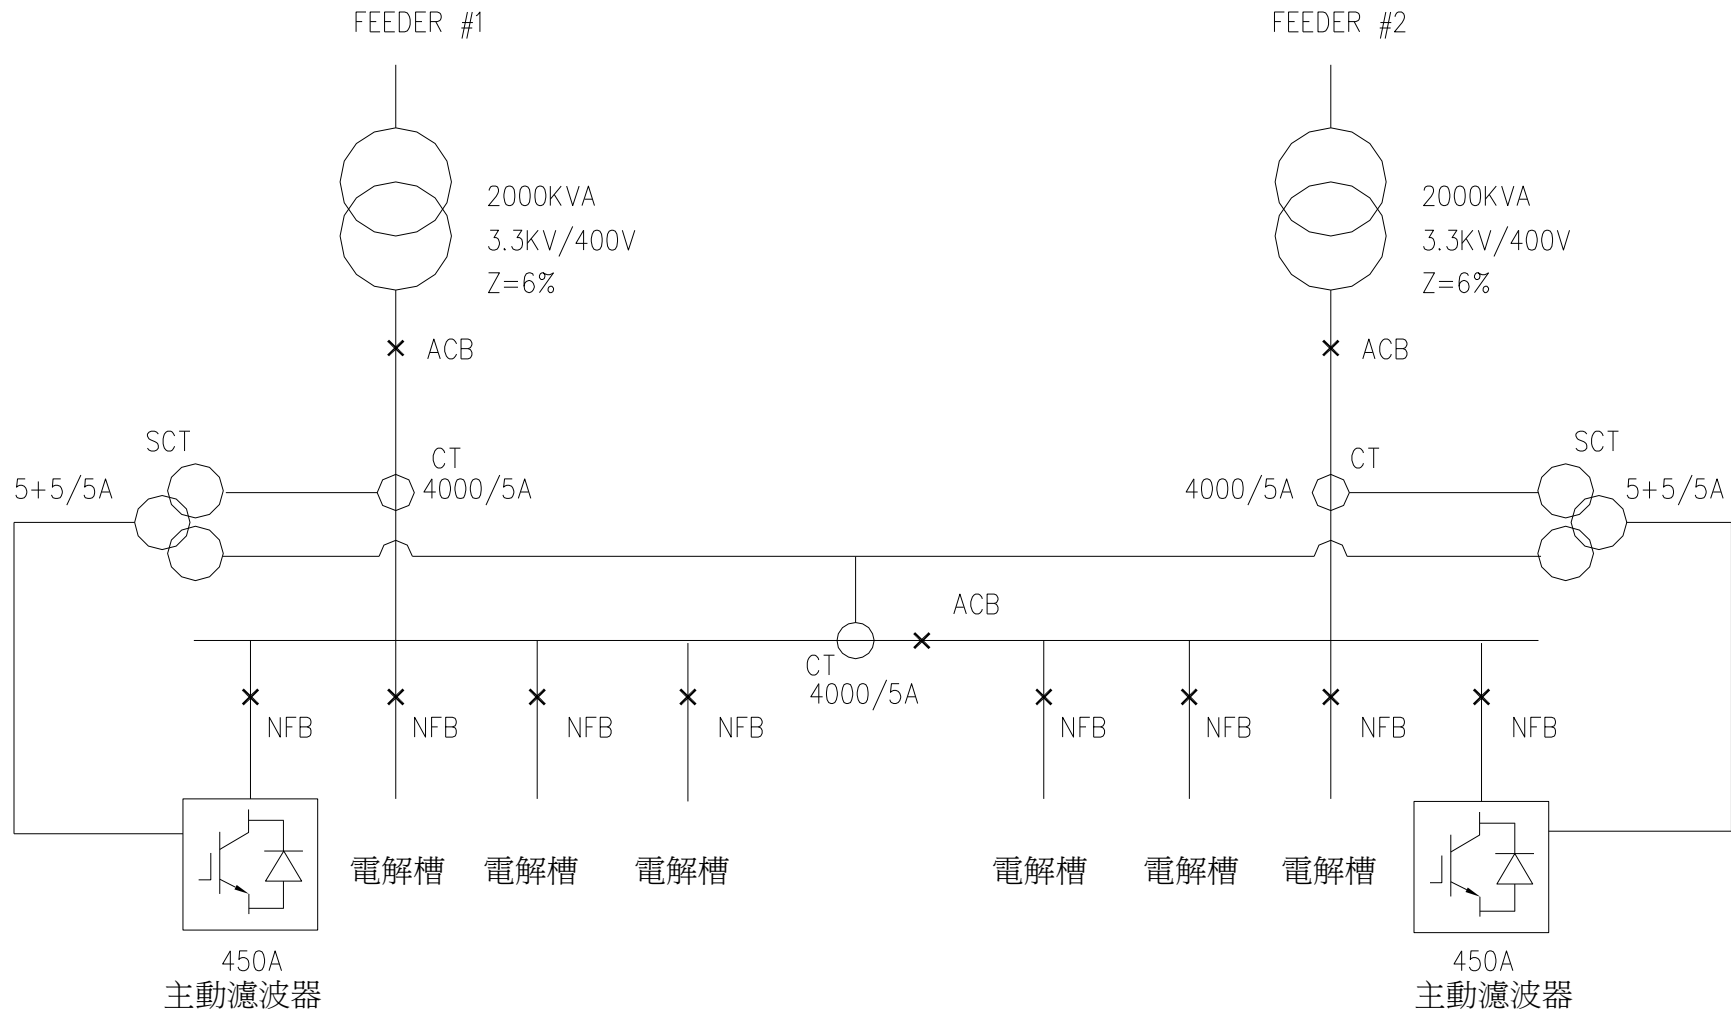 FEEDER #1
FEEDER #2
2000KVA
3.3KV/400V
Z=6%
2000KVA
3.3KV/400V
Z=6%
ACB
ACB
SCT
CT
5+5/5A
4000/5A
CT
SCT
4000/5A
5+5/5A
ACB
CT
4000/5A
NFB
NFB
NFB
NFB
NFB
NFB
NFB
NFB
電解槽
電解槽
電解槽
電解槽
電解槽
電解槽
450A
主動濾波器
450A
主動濾波器